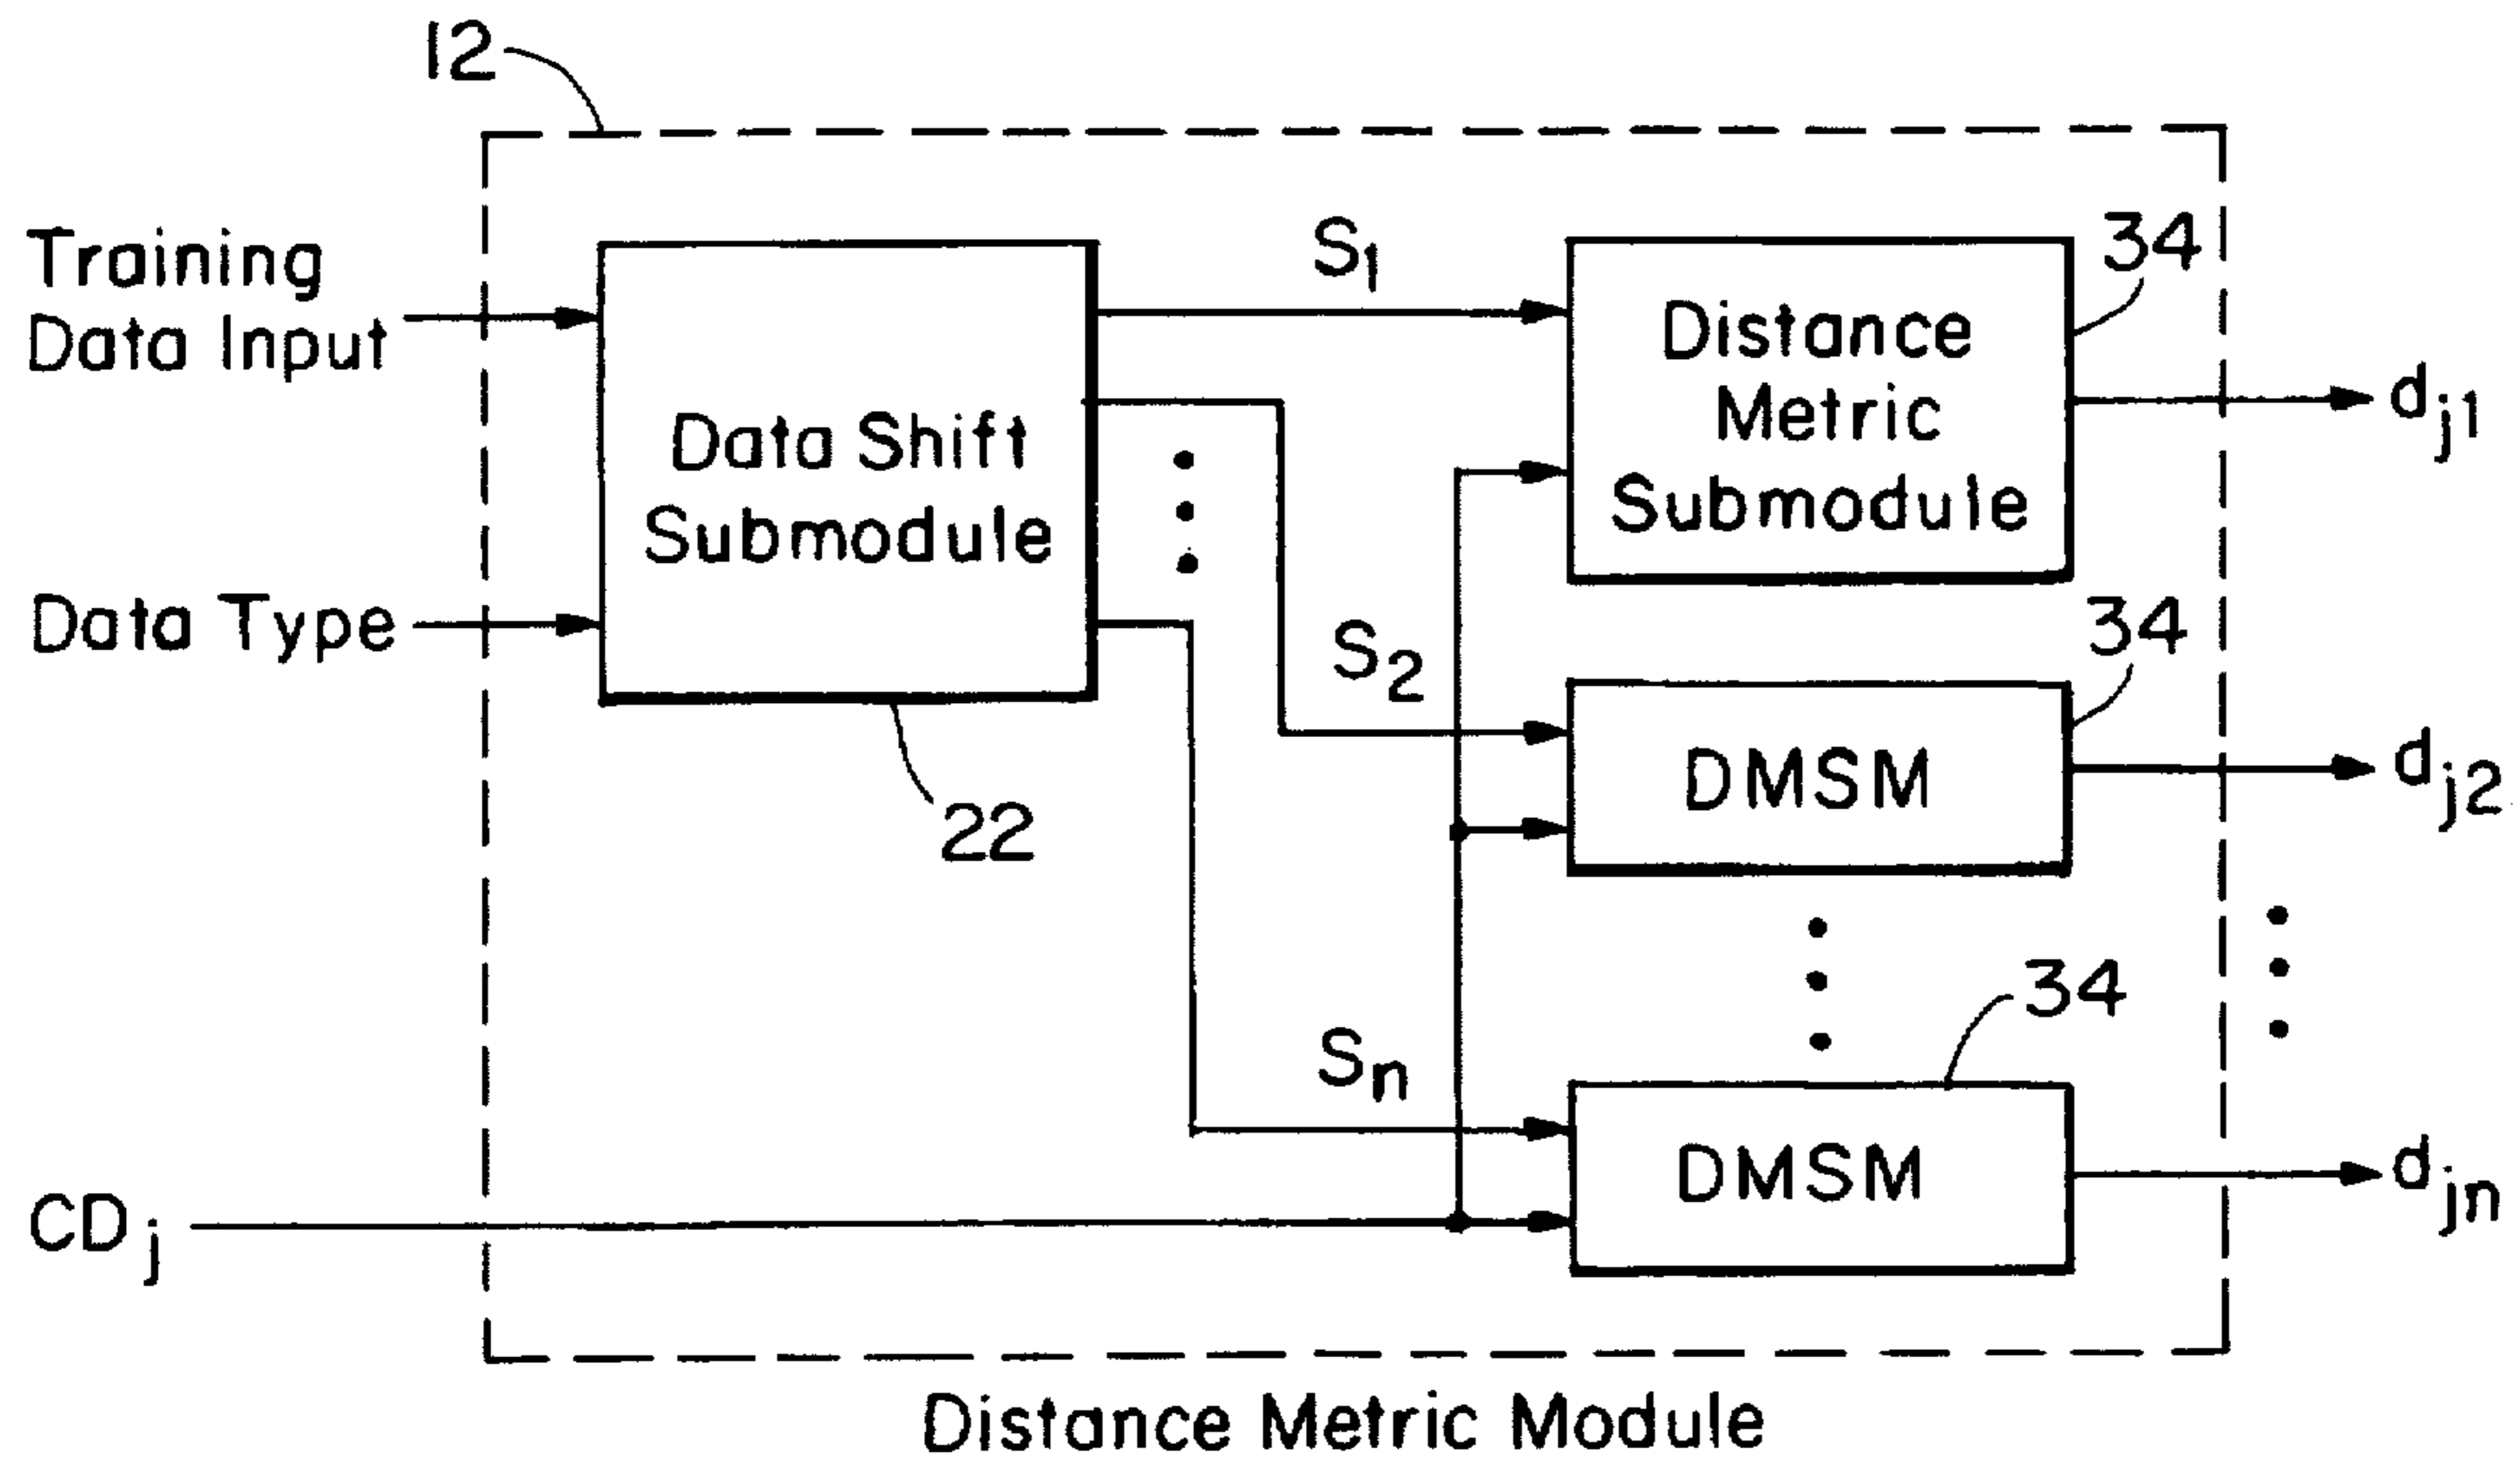 12
Training
Data Input
Data Type
CDj
Data Shift
Submodule
22
S1
S2
Sn
Distance
Metric
Submodule
34
DMSM
34
DMSM
34
dj1
dj2
djn
Distance Metric Module